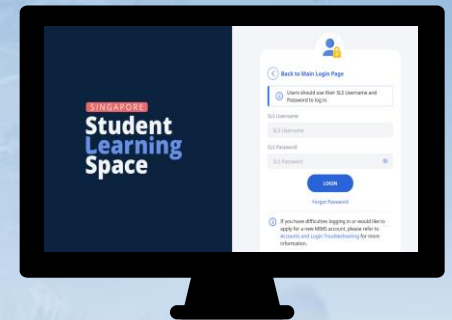 SINGAPORE
Student
Learning
Space
Back to Main Login Page
Users should use their SLS Username and
Password to log in.
SLS Username
SLS Username
SLS Password
SLS Password
LOGIN
Forgot Password
If you have difficulties logging in or would like to
apply for a new MIMS account, please refer to
Accounts and Login Troubleshooting for more
information.